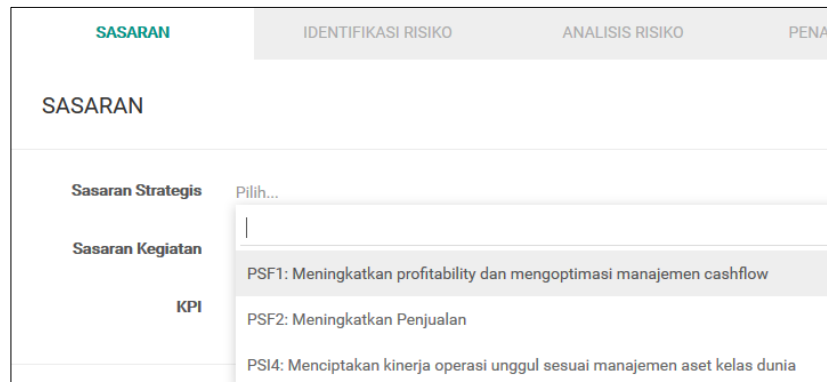 SASARAN IDENTIFIKASI RISIKO ANALISIS RISIKO PENA
SASARAN
Sasaran Strategis Pilih...
Sasaran Kegiatan
PSF1: Meningkatkan profitability dan mengoptimasi manajemen cashflow
KPI
PSF2: Meningkatkan Penjualan
PSI4: Menciptakan kinerja operasi unggul sesuai manajemen aset kelas dunia